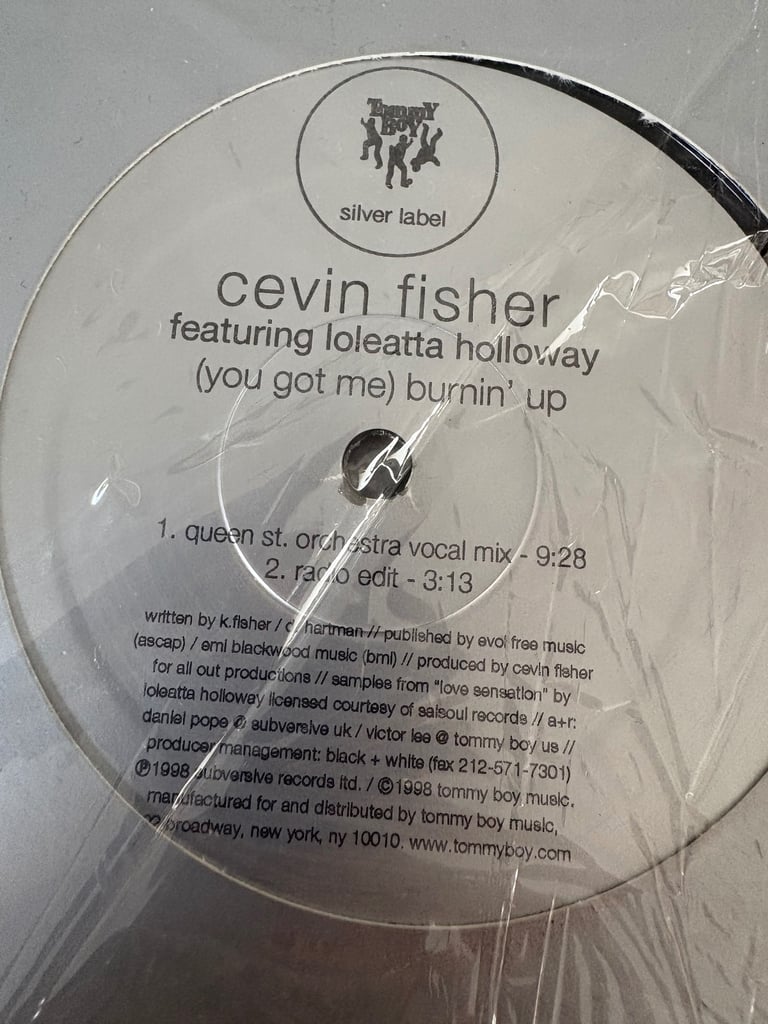 Tommy
Boy
silver label
cevin fisher
featuring loleatta holloway
(you got me) burnin' up
1. queen st. orchestra vocal mix - 9:28
2. radio edit - 3:13
written by k.fisher / d. hartman // published by evol free music
(ascap) / emi blackwood music (bmi) // produced by cevin fisher
for all out productions // samples from "love sensation" by
loleatta holloway licensed courtesy of salsoul records // a+r:
daniel pope @ subversive uk / victor lee @ tommy boy us //
producer management: black + white (fax 212-571-7301)
℗1998 subversive records ltd. / ©1998 tommy boy music.
manufactured for and distributed by tommy boy music,
broadway, new york, ny 10010. www.tommyboy.com